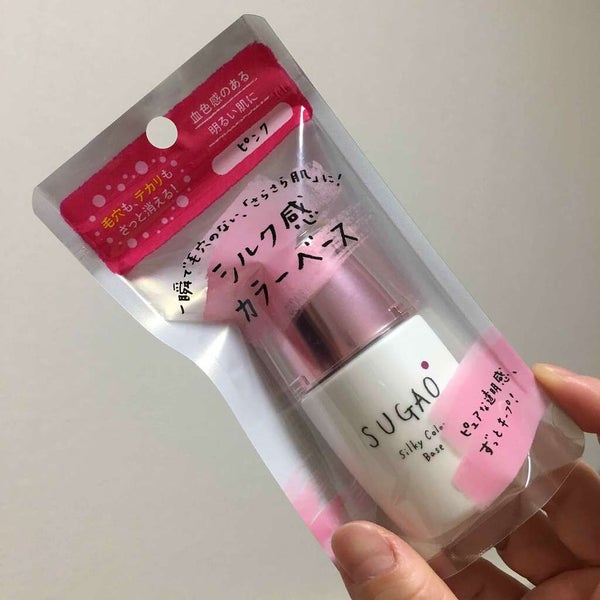 血色感のある
明るい肌に
ピンク
毛穴も、テカリも
さっと消える!
一瞬で毛穴のない、「さらさら肌」に!
シルク感
カラーベース
SUGAO
Silky Color
Base
ピュアな透明感、
ずっとキープ!